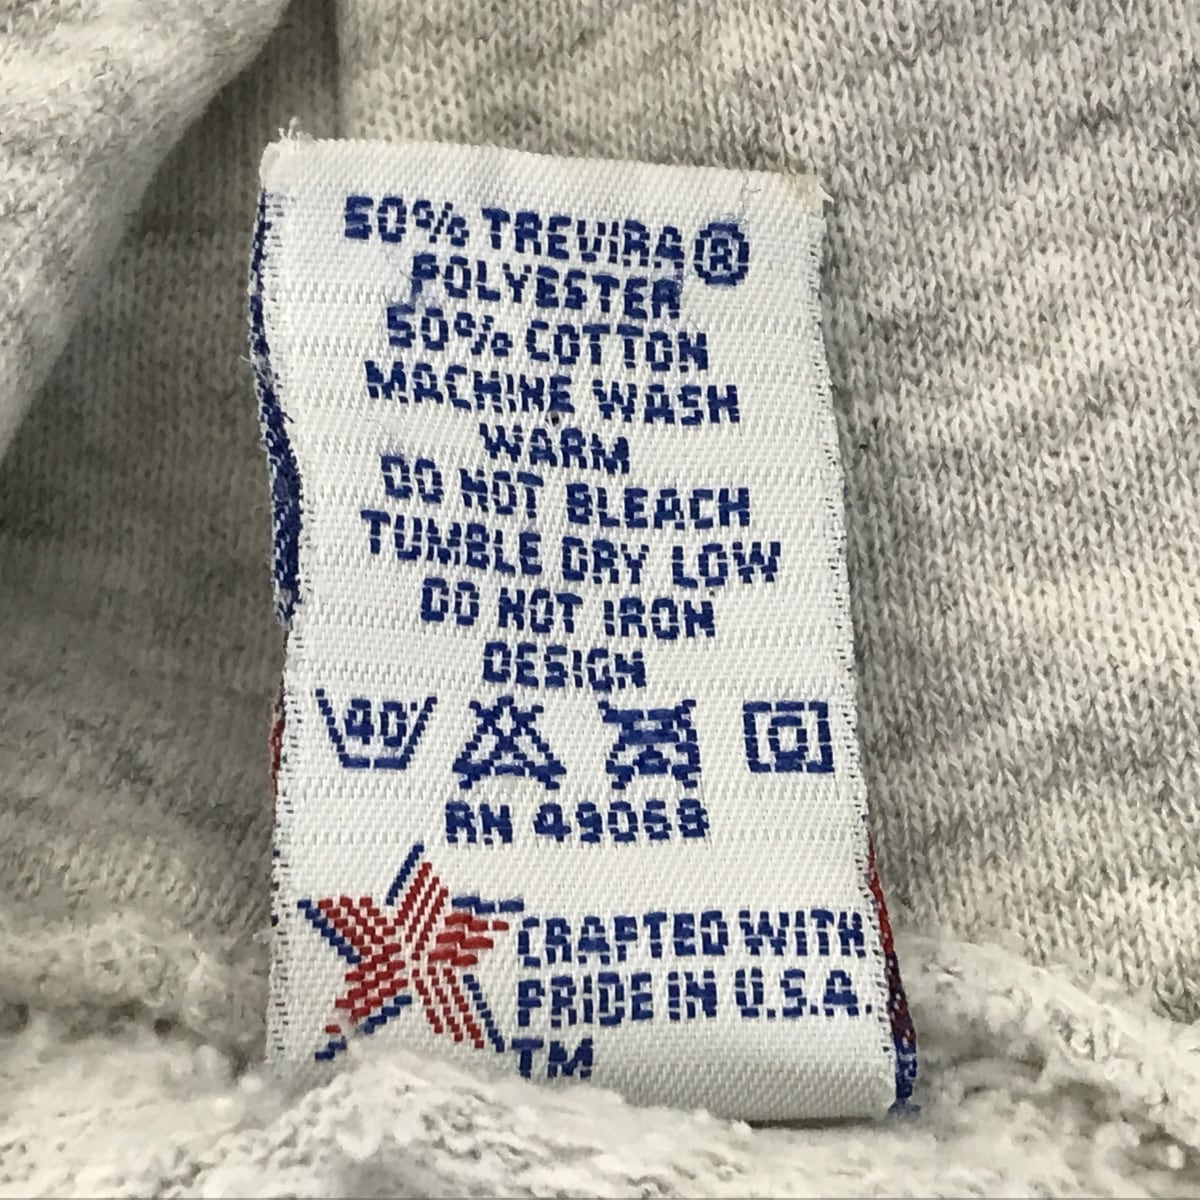 50% TREVIRA®
POLYESTER
50% COTTON
MACHINE WASH
WARM
DO NOT BLEACH
TUMBLE DRY LOW
DO NOT IRON
DESIGN
40°
RN 49068
CRAFTED WITH
PRIDE IN U.S.A.
TM